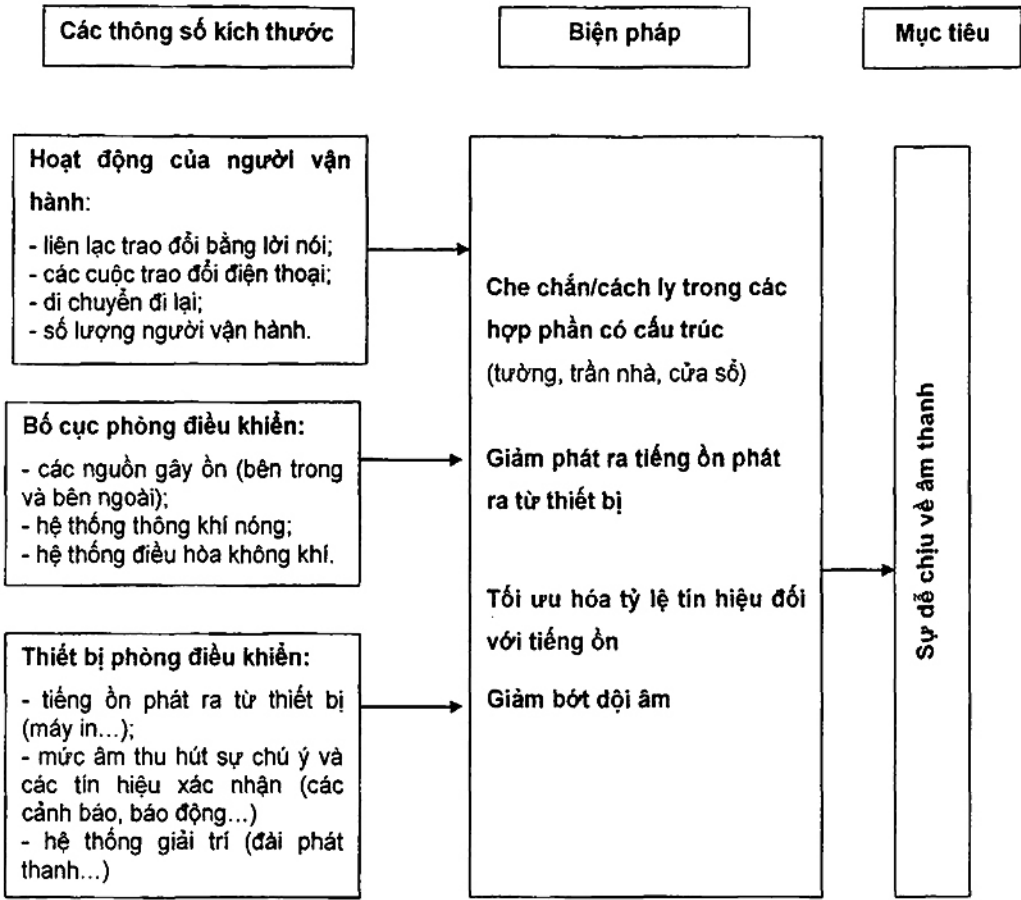 Các thông số kích thước
Biện pháp
Mục tiêu
Hoạt động của người vận
hành:
- liên lạc trao đổi bằng lời nói;
- các cuộc trao đổi điện thoại;
- di chuyển đi lại;
- số lượng người vận hành.
Bố cục phòng điều khiển:
- các nguồn gây ồn (bên trong
và bên ngoài);
- hệ thống thông khí nóng;
- hệ thống điều hòa không khí.
Thiết bị phòng điều khiển:
- tiếng ồn phát ra từ thiết bị
(máy in...);
- mức âm thu hút sự chú ý và
các tín hiệu xác nhận (các
cảnh báo, báo động...)
- hệ thống giải trí (đài phát
thanh...)
Che chắn/cách ly trong các
hợp phần có cấu trúc
(tường, trần nhà, cửa sổ)
Giảm phát ra tiếng ồn phát
ra từ thiết bị
Tối ưu hóa tỷ lệ tín hiệu đối
với tiếng ồn
Giảm bớt dội âm
Sự dễ chịu về âm thanh